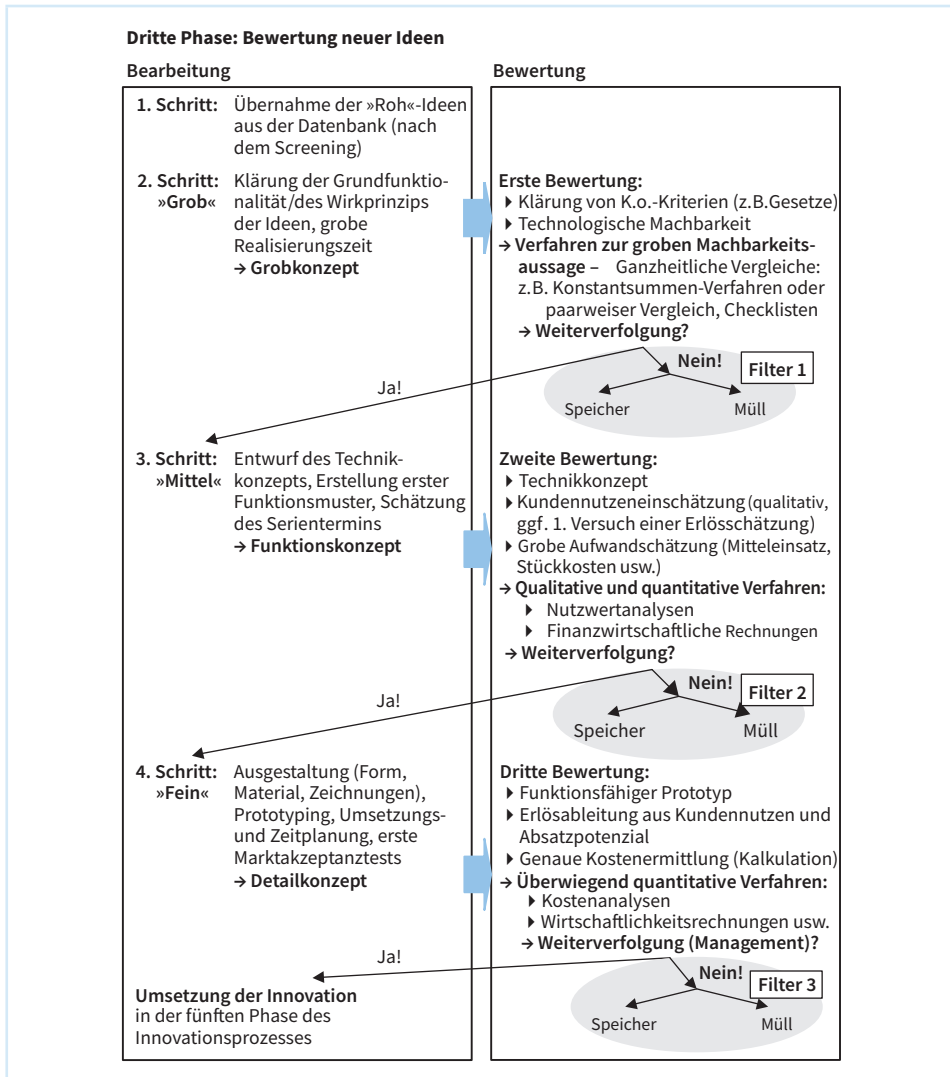 Dritte Phase: Bewertung neuer Ideen
Bearbeitung
Bewertung
1. Schritt: Übernahme der »Roh«-Ideen
aus der Datenbank (nach
dem Screening)
2. Schritt: Klärung der Grundfunktio-
»Grob« nalität/des Wirkprinzips
der Ideen, grobe
Realisierungszeit
→ Grobkonzept
Erste Bewertung:
▸ Klärung von K.o.-Kriterien (z.B.Gesetze)
▸ Technologische Machbarkeit
→ Verfahren zur groben Machbarkeits-
aussage – Ganzheitliche Vergleiche:
z.B. Konstantsummen-Verfahren oder
paarweiser Vergleich, Checklisten
→ Weiterverfolgung?
Nein!
Filter 1
Ja!
Speicher
Müll
3. Schritt: Entwurf des Technik-
»Mittel« konzepts, Erstellung erster
Funktionsmuster, Schätzung
des Serientermins
→ Funktionskonzept
Zweite Bewertung:
▸ Technikkonzept
▸ Kundennutzeneinschätzung (qualitativ,
ggf. 1. Versuch einer Erlösschätzung)
▸ Grobe Aufwandschätzung (Mitteleinsatz,
Stückkosten usw.)
→ Qualitative und quantitative Verfahren:
▸ Nutzwertanalysen
▸ Finanzwirtschaftliche Rechnungen
→ Weiterverfolgung?
Nein!
Filter 2
Ja!
Speicher
Müll
4. Schritt: Ausgestaltung (Form,
»Fein« Material, Zeichnungen),
Prototyping, Umsetzungs-
und Zeitplanung, erste
Marktakzeptanztests
→ Detailkonzept
Dritte Bewertung:
▸ Funktionsfähiger Prototyp
▸ Erlösableitung aus Kundennutzen und
Absatzpotenzial
▸ Genaue Kostenermittlung (Kalkulation)
→ Überwiegend quantitative Verfahren:
▸ Kostenanalysen
▸ Wirtschaftlichkeitsrechnungen usw.
→ Weiterverfolgung (Management)?
Ja!
Nein!
Filter 3
Speicher
Müll
Umsetzung der Innovation
in der fünften Phase des
Innovationsprozesses